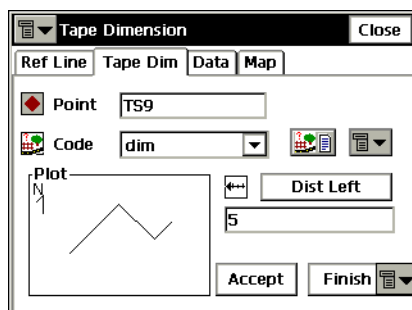 Tape Dimension Close
Ref Line Tape Dim Data Map
Point TS9
Code dim
Plot
N
Dist Left
5
Accept Finish